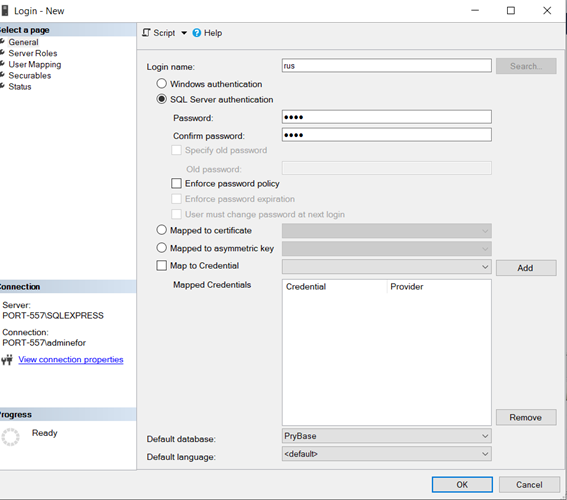 Login - New
Select a page
General
Server Roles
User Mapping
Securables
Status
Script
Help
Login name:
rus
Search...
Windows authentication
SQL Server authentication
Password:
●●●●
Confirm password:
●●●●
Specify old password
Old password:
Enforce password policy
Enforce password expiration
User must change password at next login
Mapped to certificate
Mapped to asymmetric key
Map to Credential
Add
Mapped Credentials
Credential Provider
Remove
Default database:
PryBase
Default language:
<default>
Connection
Server:
PORT-557\SQLEXPRESS
Connection:
PORT-557\adminefor
View connection properties
Progress
Ready
OK
Cancel